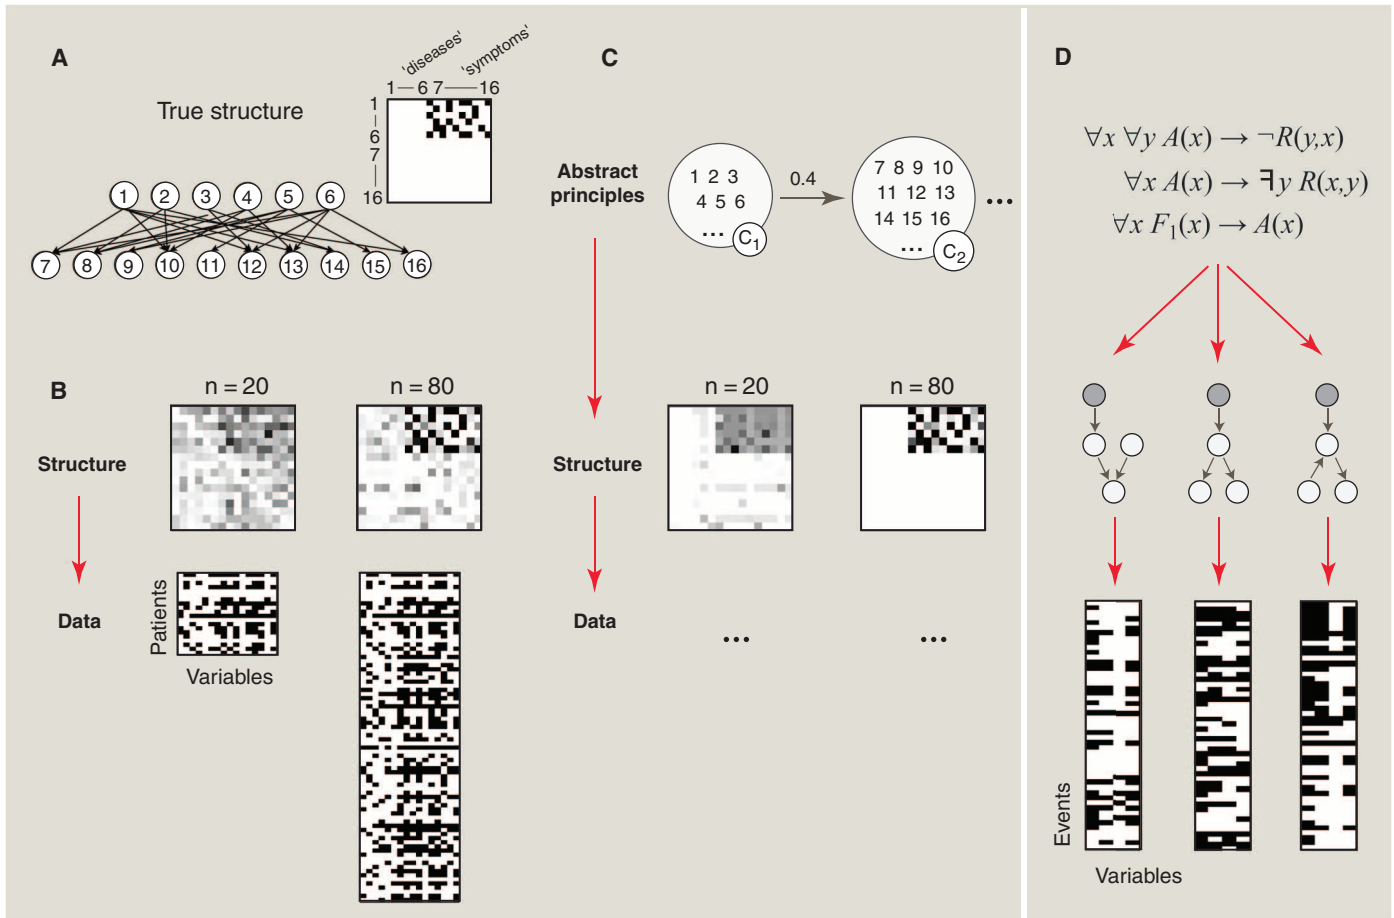 A
'diseases'
'symptoms'
1 — 6 7 —— 16
1
6
7
16
True structure
1 2 3 4 5 6
7 8 9 10 11 12 13 14 15 16
B
n = 20
n = 80
Structure
Data
Patients
Variables
C
Abstract
principles
1 2 3
4 5 6
...
C1
0.4
7 8 9 10
11 12 13
14 15 16
...
C2
...
n = 20
n = 80
Structure
Data
...
...
D
∀x ∀y A(x) → ¬R(y,x)
∀x A(x) → ∃y R(x,y)
∀x F1(x) → A(x)
Events
Variables